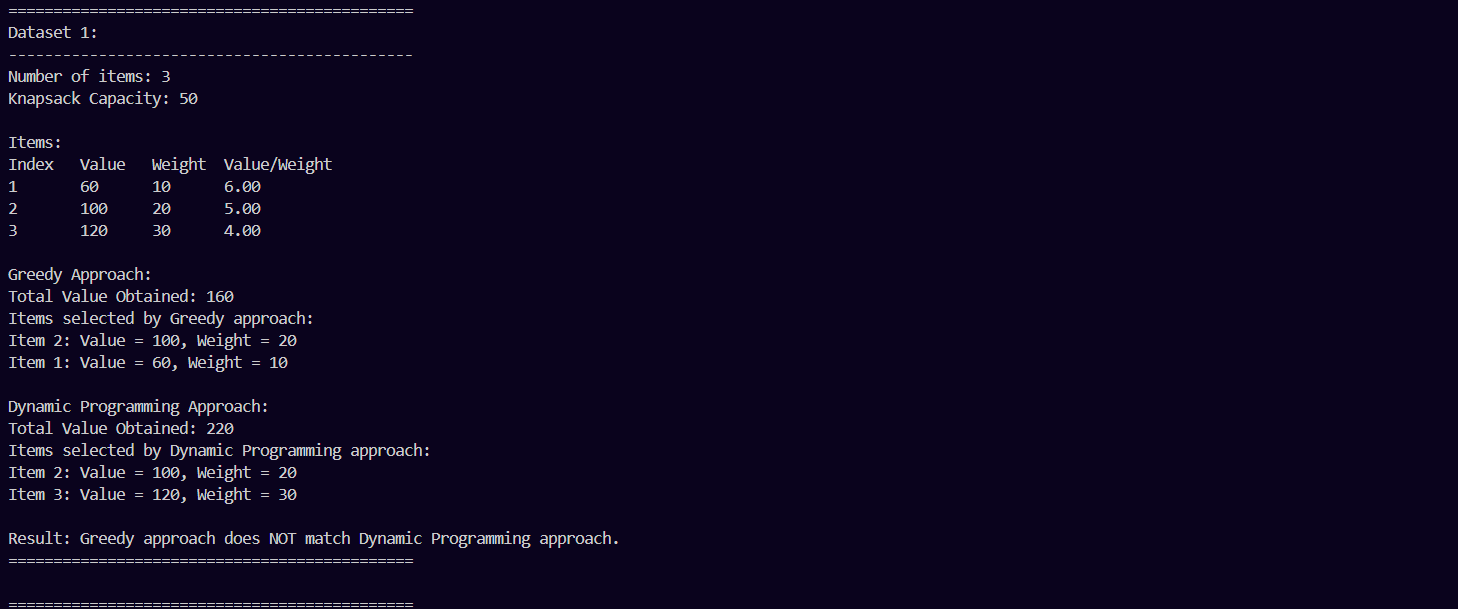 =============================================
Dataset 1:
---------------------------------------------
Number of items: 3
Knapsack Capacity: 50
Items:
Index   Value   Weight  Value/Weight
1       60      10      6.00
2       100     20      5.00
3       120     30      4.00
Greedy Approach:
Total Value Obtained: 160
Items selected by Greedy approach:
Item 2: Value = 100, Weight = 20
Item 1: Value = 60, Weight = 10
Dynamic Programming Approach:
Total Value Obtained: 220
Items selected by Dynamic Programming approach:
Item 2: Value = 100, Weight = 20
Item 3: Value = 120, Weight = 30
Result: Greedy approach does NOT match Dynamic Programming approach.
=============================================
=============================================